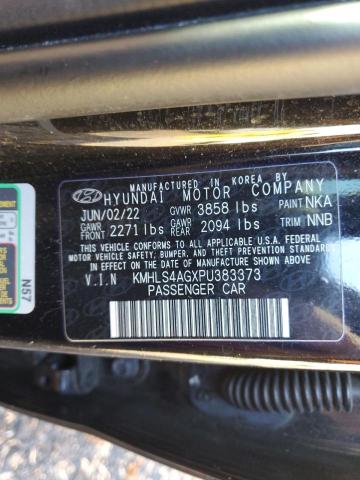 MANUFACTURED IN KOREA BY
HYUNDAI MOTOR COMPANY
JUN/02/22 GVWR 3858 lbs PAINT NKA
GAWR FRONT 2271 lbs GAWR REAR 2094 lbs TRIM NNB
THIS VEHICLE CONFORMS TO ALL APPLICABLE U.S. FEDERAL
MOTOR VEHICLE SAFETY, BUMPER, AND THEFT PREVENTION STANDARDS
IN EFFECT ON THE DATE OF MANUFACTURE SHOWN ABOVE.
V.I.N KMHLS4AGXPU383373
PASSENGER CAR
N57